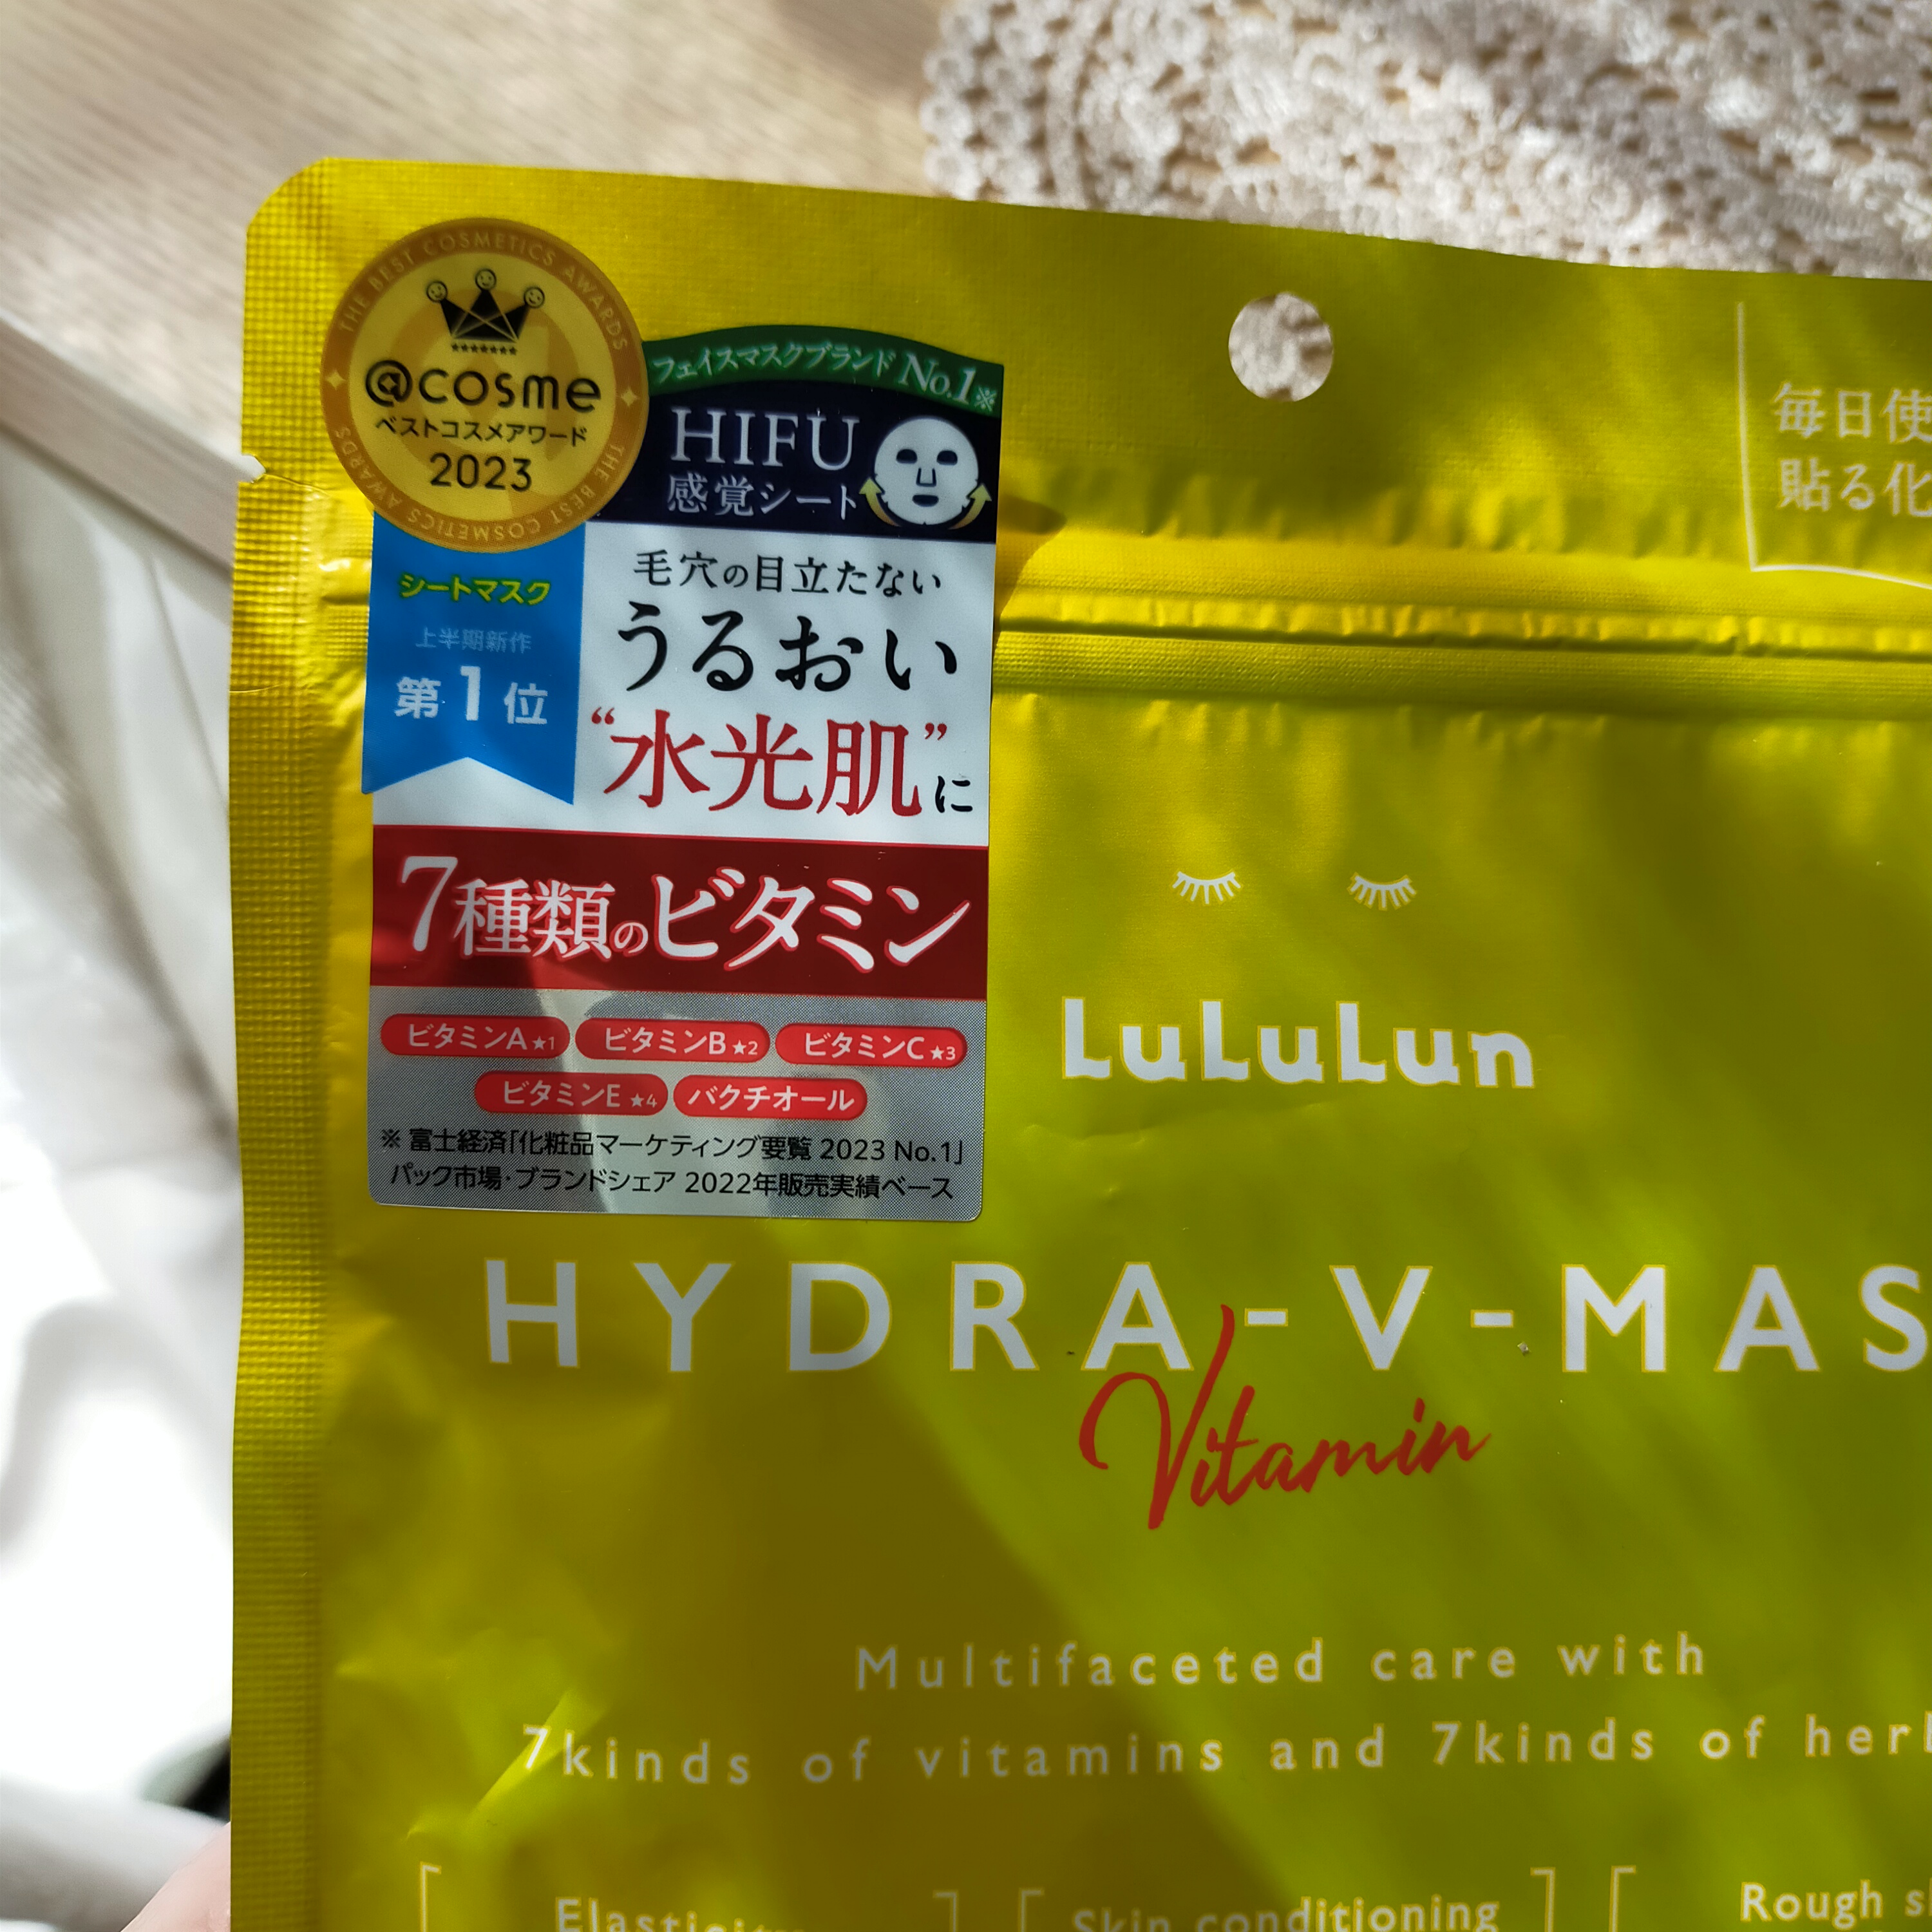 THE BEST COSMETICS AWARDS
@cosme
ベストコスメアワード
2023
THE BEST COSMETICS AWARDS
フェイスマスクブランド No.1※
HIFU
感覚シート
シートマスク
上半期新作
第1位
毛穴の目立たない
うるおい
“水光肌”に
7種類のビタミン
ビタミンA★1 ビタミンB★2 ビタミンC★3
ビタミンE★4 バクチオール
※ 富士経済「化粧品マーケティング要覧 2023 No.1」
パック市場・ブランドシェア 2022年販売実績ベース
毎日使
貼る化
LuLuLun
HYDRA-V-MAS
Vitamin
Multifaceted care with
7kinds of vitamins and 7kinds of her
Elasticity
Skin conditioning
Rough s